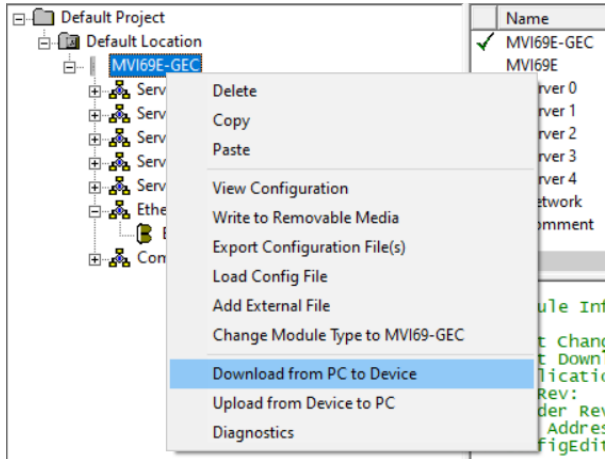 Default Project
Default Location
MVI69E-GEC
Serv
Serv
Serv
Serv
Serv
Ethe
E
Com
Delete
Copy
Paste
View Configuration
Write to Removable Media
Export Configuration File(s)
Load Config File
Add External File
Change Module Type to MVI69-GEC
Download from PC to Device
Upload from Device to PC
Diagnostics
Name
MVI69E-GEC
MVI69E
rver 0
rver 1
rver 2
rver 3
rver 4
etwork
omment
ule Inf
t Chang
t Down
licatio
Rev:
der Rev
Addres
figEdit